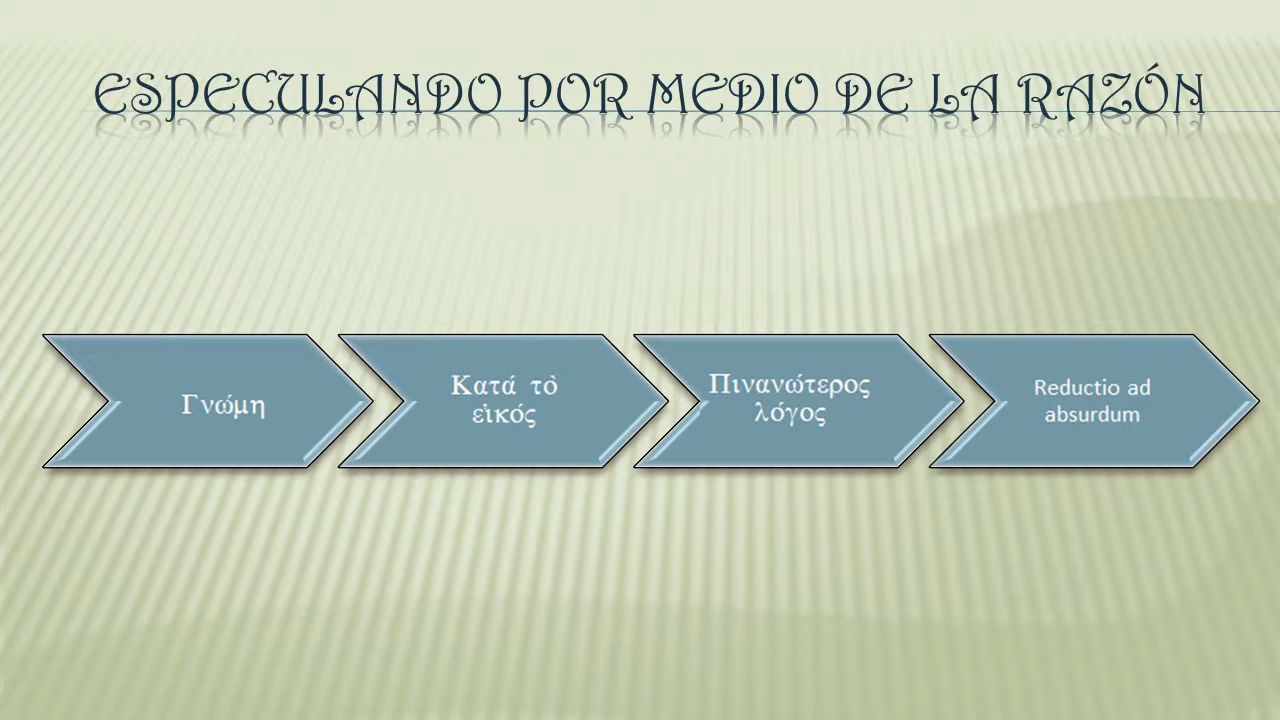 ESPECULANDO POR MEDIO DE LA RAZÓN
Γνώμη
Κατά τὸ
εἰκός
Πινανώτερος
λόγος
Reductio ad
absurdum